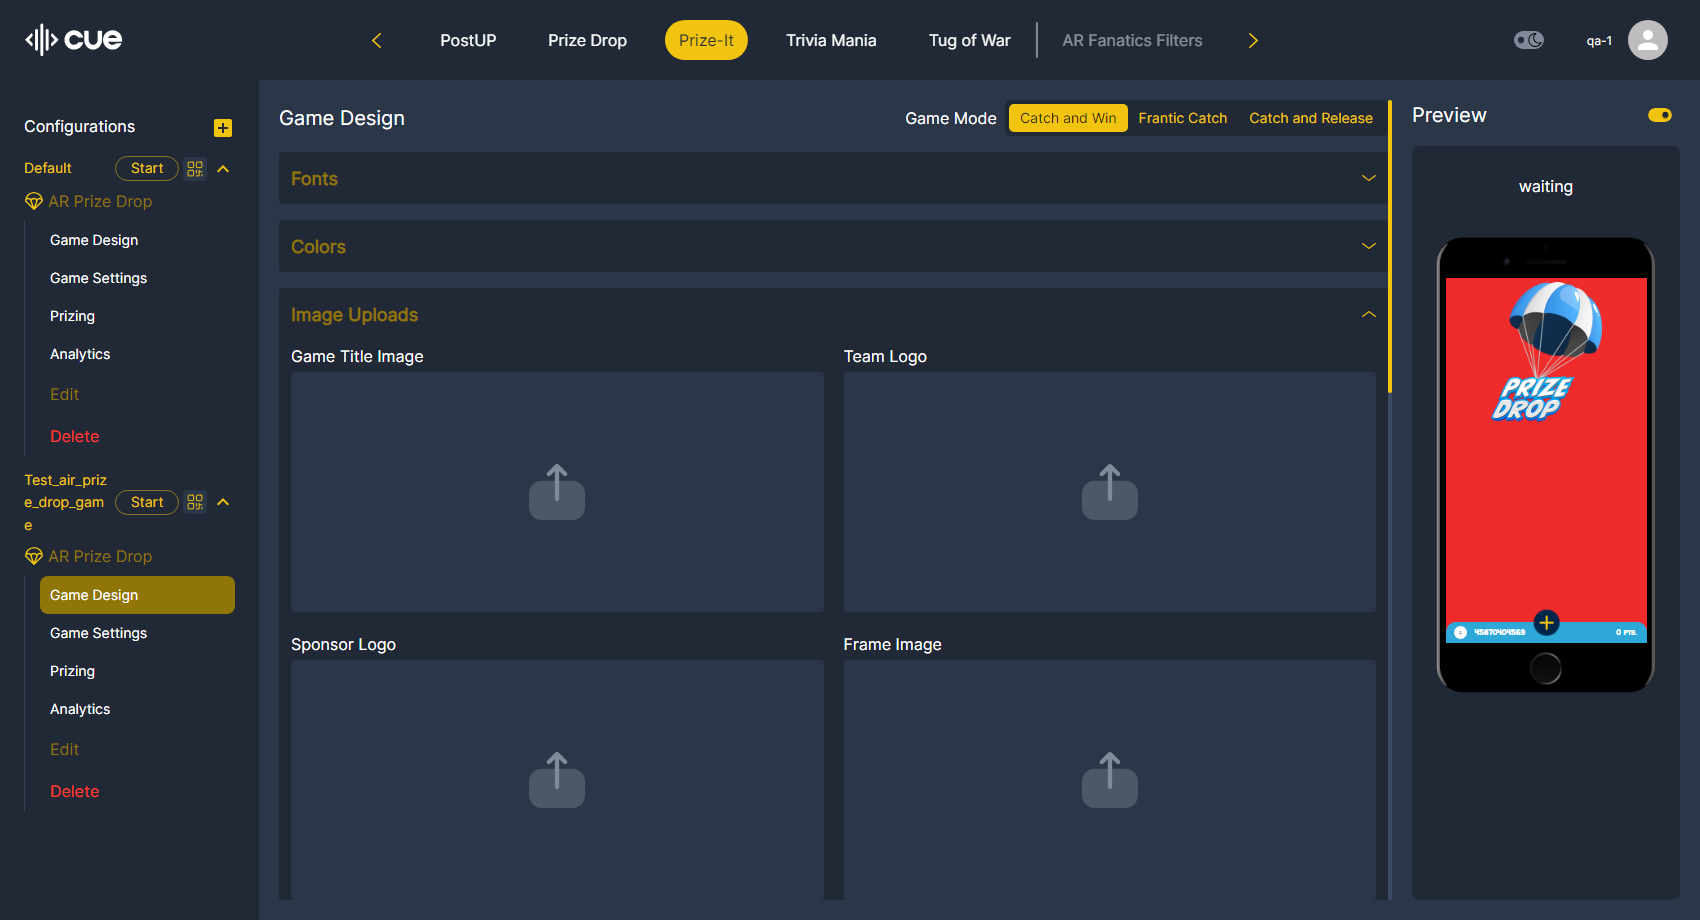 cue
PostUP
Prize Drop
Prize-It
Trivia Mania
Tug of War
AR Fanatics Filters
qa-1
Configurations
Default
Start
AR Prize Drop
Game Design
Game Settings
Prizing
Analytics
Edit
Delete
Test_air_priz
e_drop_gam
e
Start
AR Prize Drop
Game Design
Game Settings
Prizing
Analytics
Edit
Delete
Game Design
Game Mode
Catch and Win
Frantic Catch
Catch and Release
Fonts
Colors
Image Uploads
Game Title Image
Team Logo
Sponsor Logo
Frame Image
Preview
waiting
PRIZE
DROP
0 PTS.